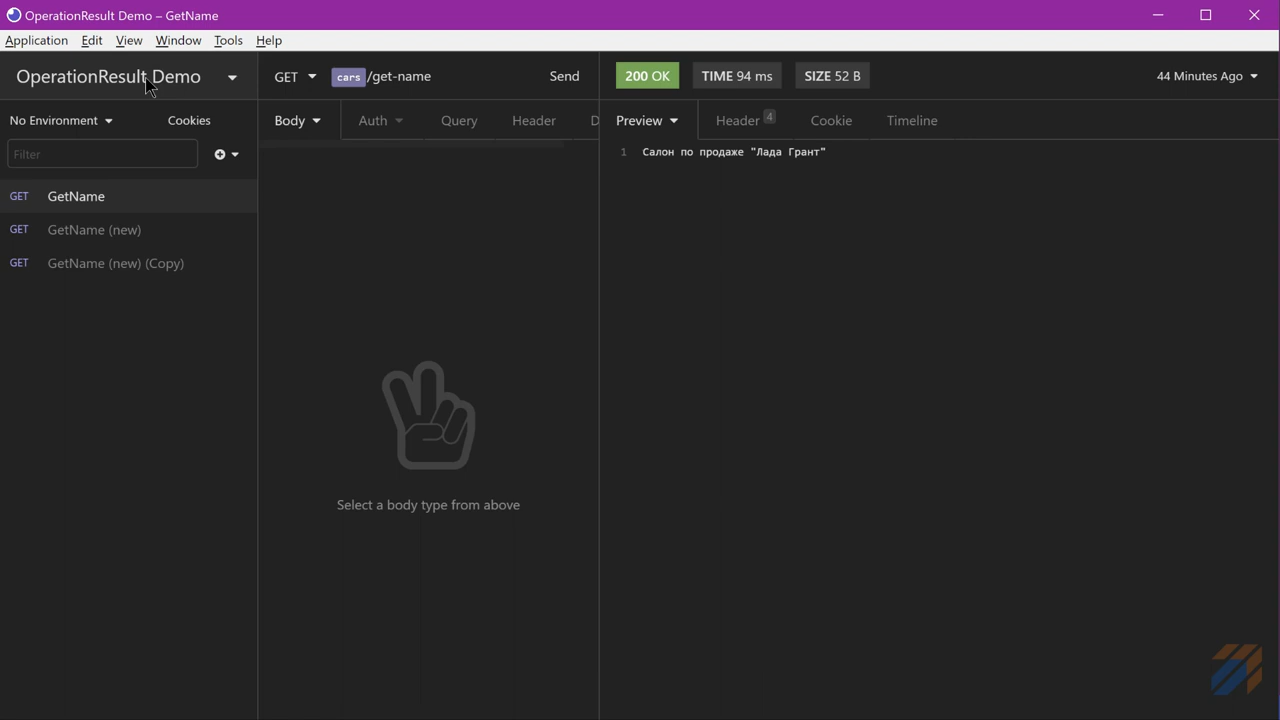 OperationResult Demo – GetName
Application Edit View Window Tools Help
OperationResult Demo
GET cars/get-name Send
200 OK TIME 94 ms SIZE 52 B 44 Minutes Ago
No Environment Cookies
Body Auth Query Header D
Preview Header 4 Cookie Timeline
Filter
1 Салон по продаже "Лада Грант"
GET GetName
GET GetName (new)
GET GetName (new) (Copy)
Select a body type from above